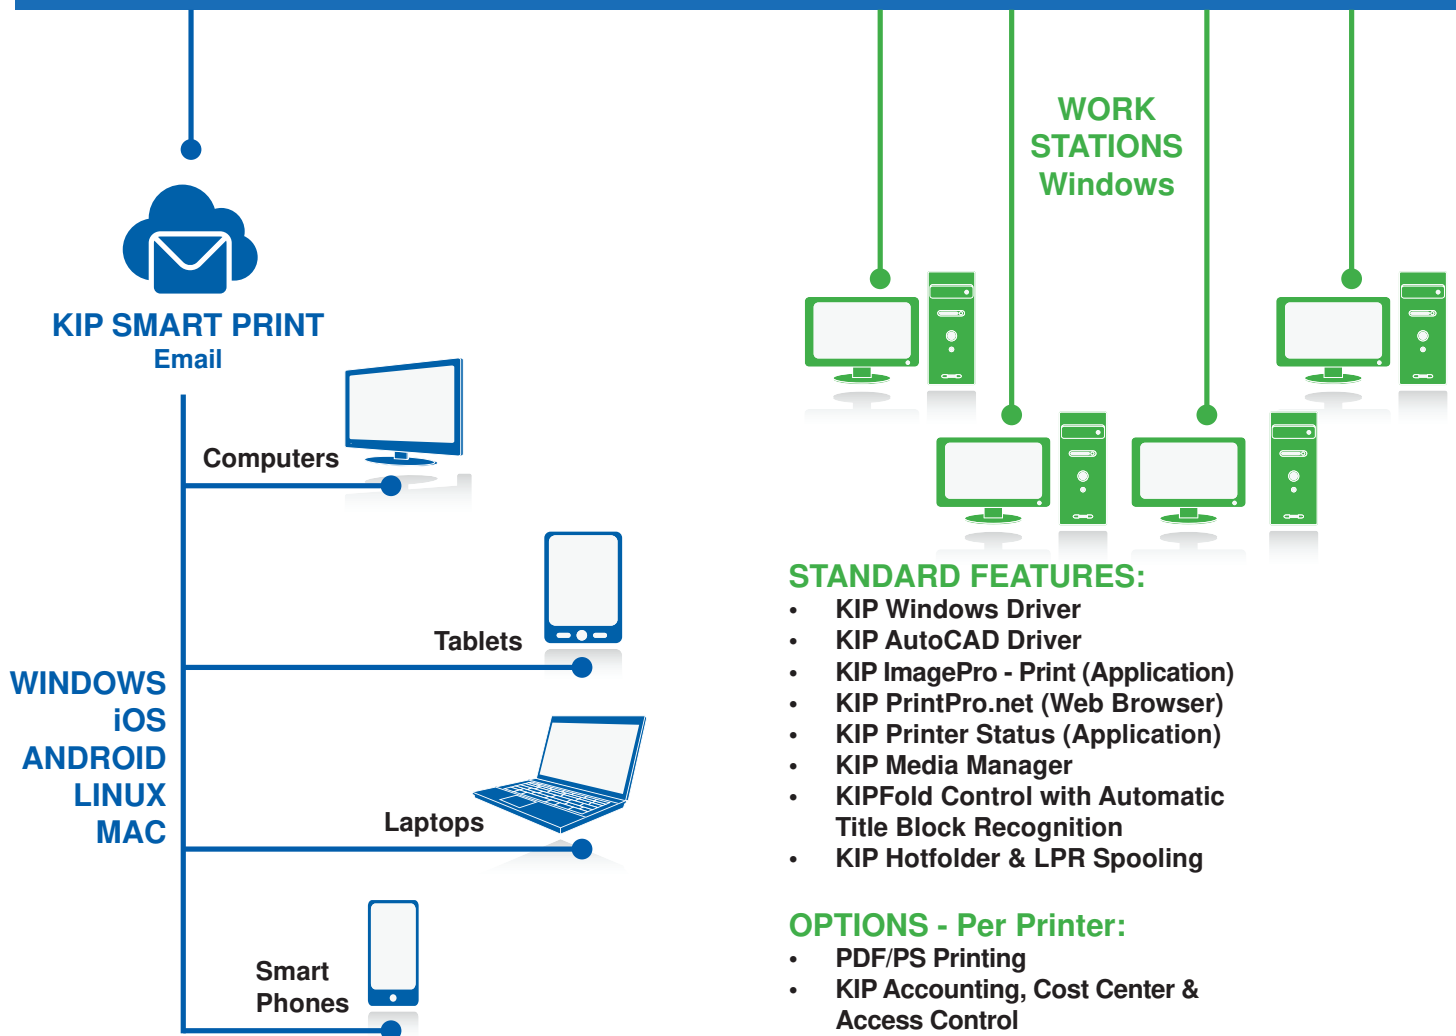 KIP SMART PRINT
Email
Computers
Tablets
WINDOWS
iOS
ANDROID
LINUX
MAC
Laptops
Smart
Phones
WORK
STATIONS
Windows
STANDARD FEATURES:
• KIP Windows Driver
• KIP AutoCAD Driver
• KIP ImagePro - Print (Application)
• KIP PrintPro.net (Web Browser)
• KIP Printer Status (Application)
• KIP Media Manager
• KIPFold Control with Automatic
Title Block Recognition
• KIP Hotfolder & LPR Spooling
OPTIONS - Per Printer:
• PDF/PS Printing
• KIP Accounting, Cost Center &
Access Control